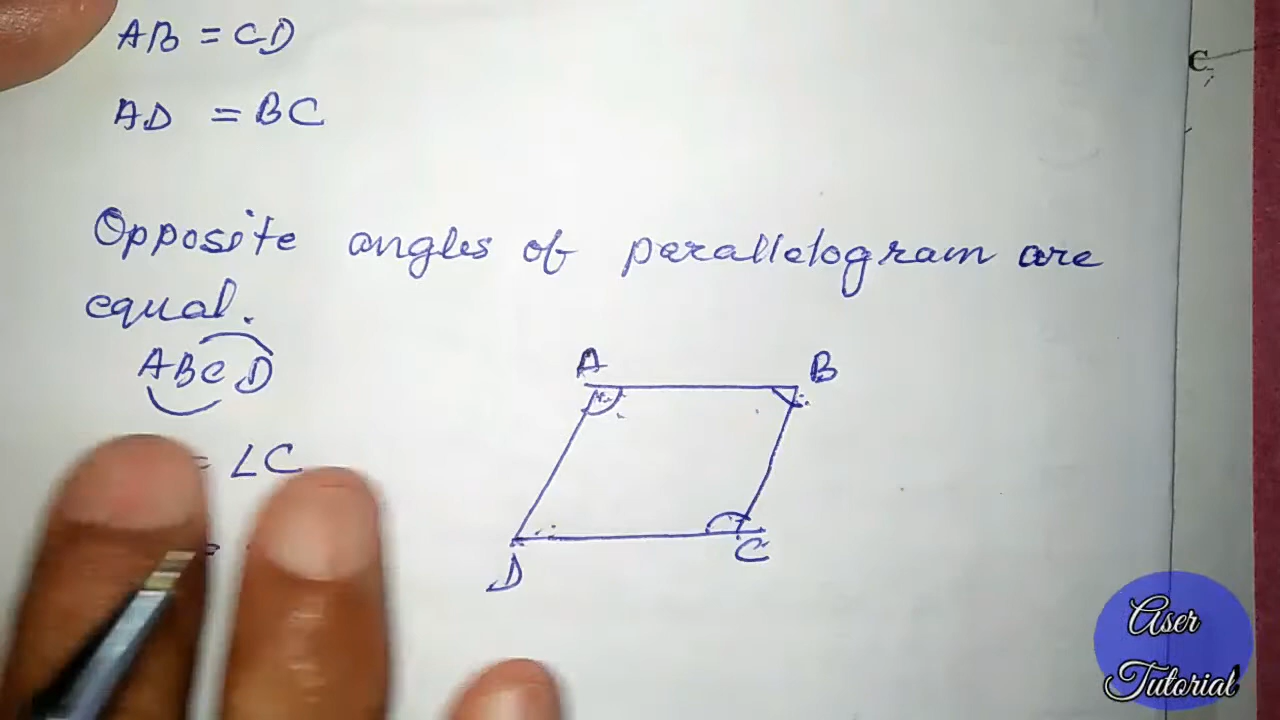 AB = CD
AD = BC
Opposite angles of parallelogram are
equal.
ABCD
= ∠C
=
A
B
C
D
C
Aser
Tutorial